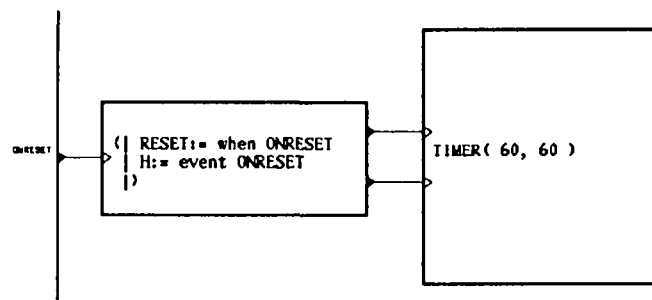 ONRESET
(| RESET:= when ONRESET
| H:= event ONRESET
|)
TIMER( 60, 60 )